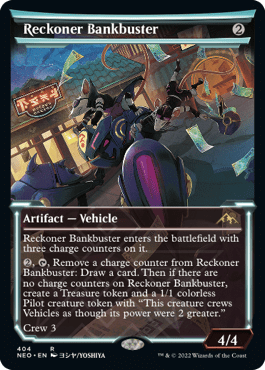 Reckoner Bankbuster 2
Artifact — Vehicle
Reckoner Bankbuster enters the battlefield with
three charge counters on it.
2, T, Remove a charge counter from Reckoner
Bankbuster: Draw a card. Then if there are
no charge counters on Reckoner Bankbuster,
create a Treasure token and a 1/1 colorless
Pilot creature token with “This creature crews
Vehicles as though its power were 2 greater.”
Crew 3
4/4
404 R
NEO • EN ヨシヤ/YOSHIYA
™ & © 2022 Wizards of the Coast